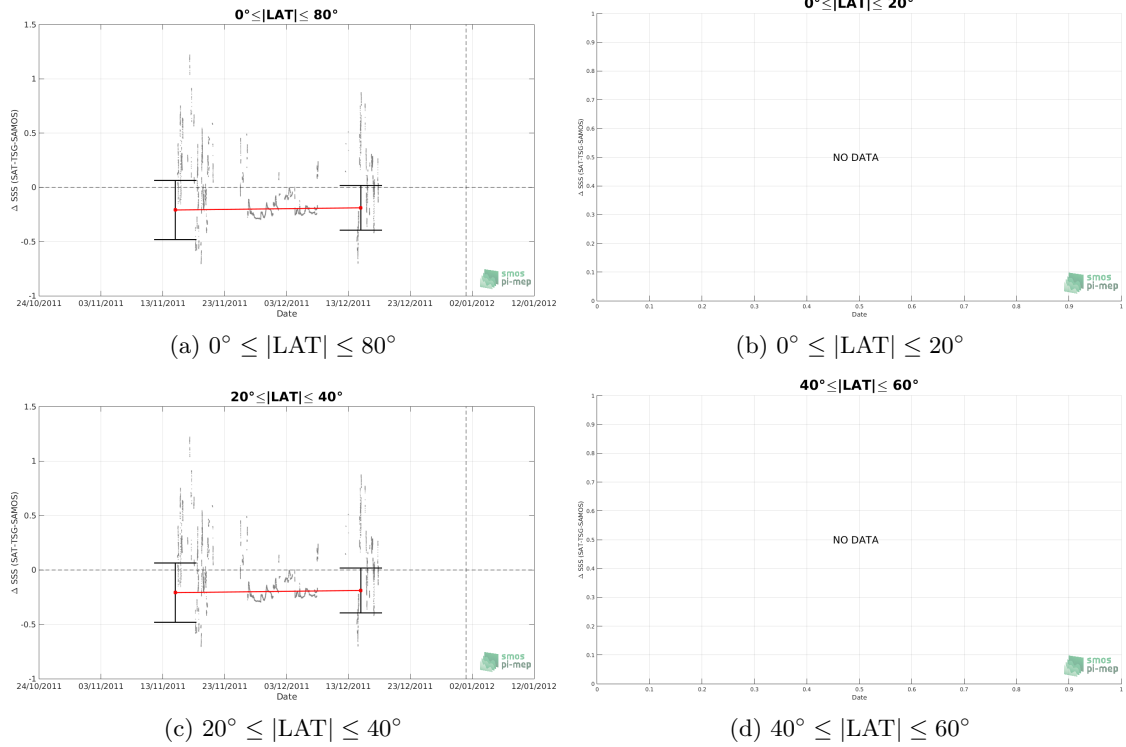 0°≤|LAT|≤ 80°
1.5
1
0.5
0
-0.5
-1
Δ SSS (SAT-TSG-SAMOS)
24/10/2011 03/11/2011 13/11/2011 23/11/2011 03/12/2011 13/12/2011 23/12/2011 02/01/2012 12/01/2012
Date
smos
pi-mep
(a) 0° ≤ |LAT| ≤ 80°
0°≤|LAT|≤ 20°
1
0.9
0.8
0.7
0.6
0.5
0.4
0.3
0.2
0.1
0
Δ SSS (SAT-TSG-SAMOS)
NO DATA
0 0.1 0.2 0.3 0.4 0.5 0.6 0.7 0.8 0.9 1
Date
smos
pi-mep
(b) 0° ≤ |LAT| ≤ 20°
20°≤|LAT|≤ 40°
1.5
1
0.5
0
-0.5
-1
Δ SSS (SAT-TSG-SAMOS)
24/10/2011 03/11/2011 13/11/2011 23/11/2011 03/12/2011 13/12/2011 23/12/2011 02/01/2012 12/01/2012
Date
smos
pi-mep
(c) 20° ≤ |LAT| ≤ 40°
40°≤|LAT|≤ 60°
1
0.9
0.8
0.7
0.6
0.5
0.4
0.3
0.2
0.1
0
Δ SSS (SAT-TSG-SAMOS)
NO DATA
0 0.1 0.2 0.3 0.4 0.5 0.6 0.7 0.8 0.9 1
Date
smos
pi-mep
(d) 40° ≤ |LAT| ≤ 60°